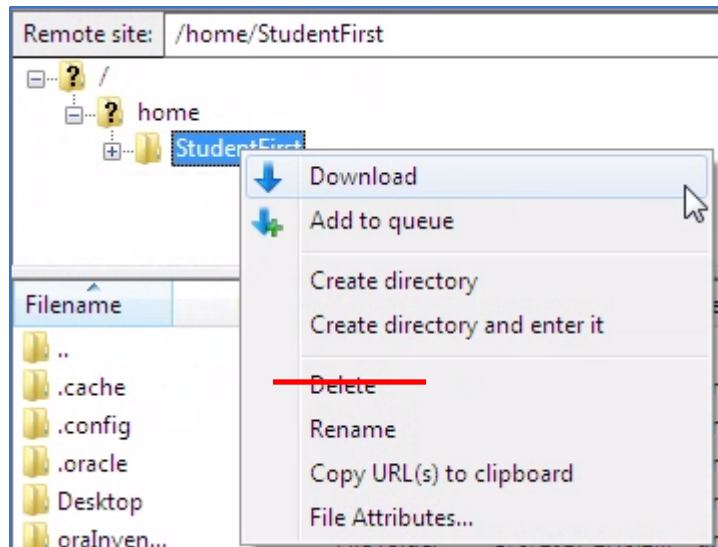 Remote site: /home/StudentFirst
/
home
StudentFirst
Download
Add to queue
Create directory
Create directory and enter it
Delete
Rename
Copy URL(s) to clipboard
File Attributes...
Filename
..
.cache
.config
.oracle
Desktop
oraInven...